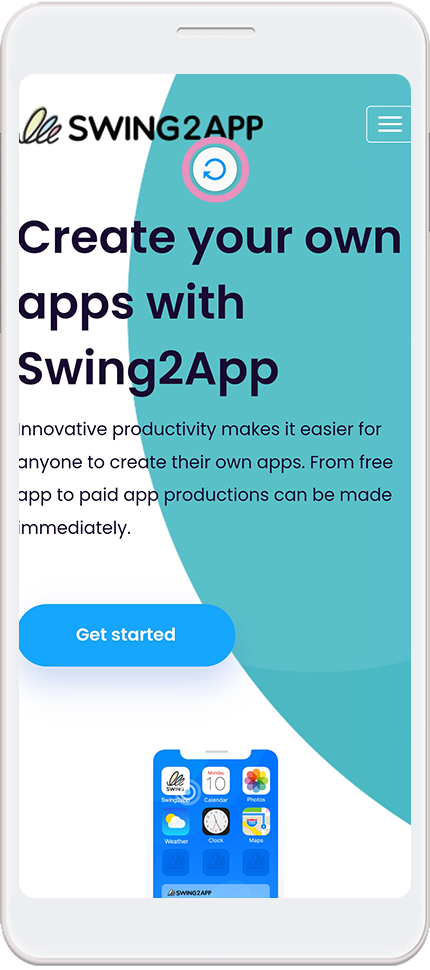 SWING2APP
Create your own
apps with
Swing2App
Innovative productivity makes it easier for
anyone to create their own apps. From free
app to paid app productions can be made
immediately.
Get started
Monday
SWING
10
Swing2app Calendar Photos
Weather Clock Maps
SWING2APP